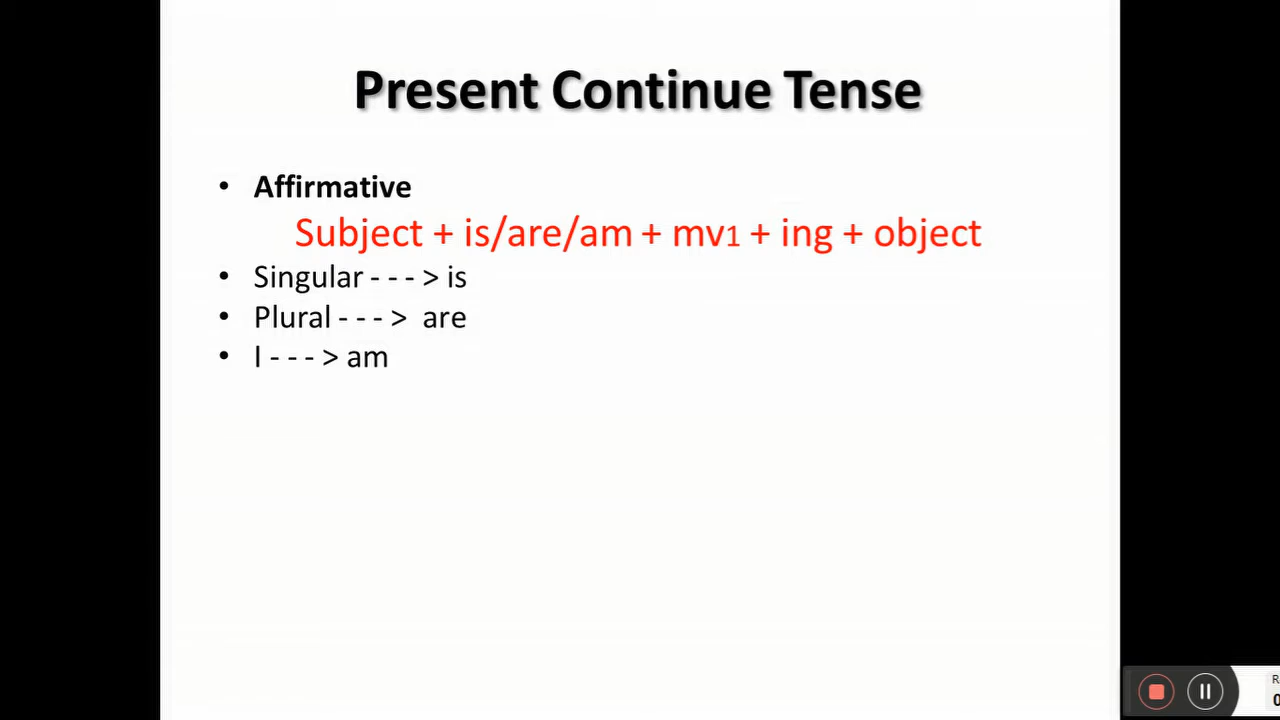 Present Continue Tense
• Affirmative
Subject + is/are/am + mv1 + ing + object
• Singular - - - > is
• Plural - - - > are
• I - - - > am